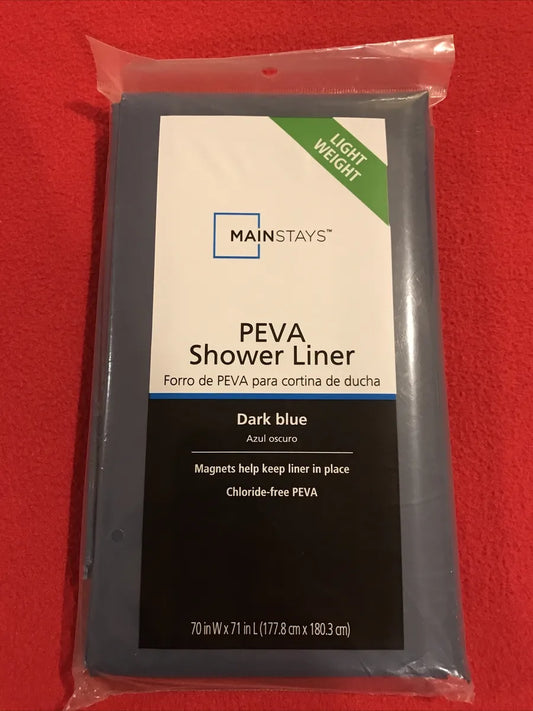 LIGHT
WEIGHT
MAINSTAYS™
PEVA
Shower Liner
Forro de PEVA para cortina de ducha
Dark blue
Azul oscuro
Magnets help keep liner in place
Chloride-free PEVA
70 in W x 71 in L (177.8 cm x 180.3 cm)